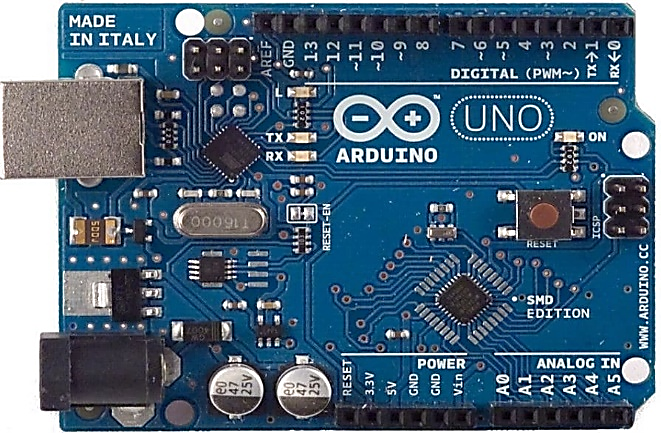 MADE
IN ITALY
AREF
GND
13
12
~11
~10
~9
8
7
~6
~5
4
~3
2
TX→1
RX←0
DIGITAL (PWM~)
L
TX
RX
™
UNO
ARDUINO
ON
T16000
RESET-EN
RESET
ICSP
SMD
EDITION
WWW.ARDUINO.CC
47
25V
47
25V
POWER
ANALOG IN
RESET
3.3V
5V
GND
GND
Vin
A0
A1
A2
A3
A4
A5